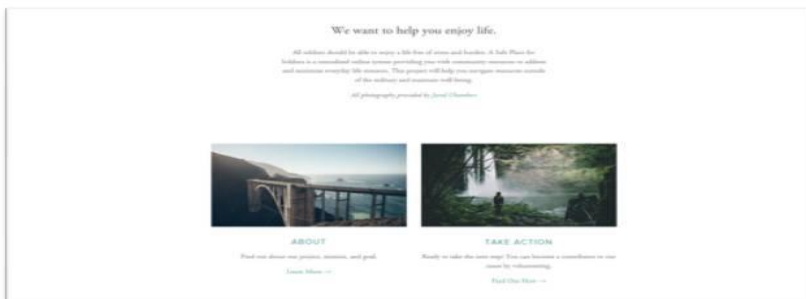 We want to help you enjoy life.
All soldiers should be able to enjoy a life free of stress and burden. A Safe Place for
Soldiers is a centralized online system providing you with community resources to address
and minimize everyday life stressors. This project will help you navigate resources outside
of the military and maintain well-being.
All photography provided by Jared Chambers
ABOUT
TAKE ACTION
Find out about our project, mission, and goal.
Ready to take the next step? You can become a contributor to our
cause by volunteering.
Learn More →
Find Out How →